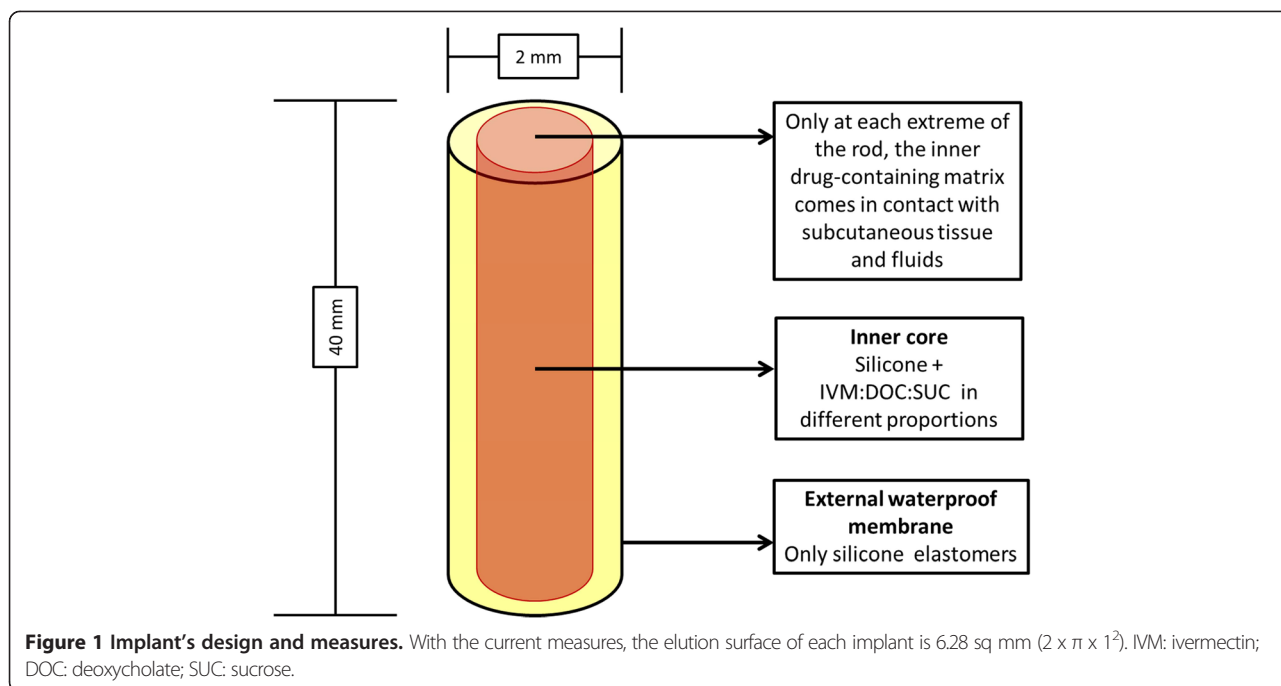 2 mm
40 mm
Only at each extreme of
the rod, the inner
drug-containing matrix
comes in contact with
subcutaneous tissue
and fluids
Inner core
Silicone +
IVM:DOC:SUC in
different proportions
External waterproof
membrane
Only silicone elastomers
Figure 1 Implant's design and measures. With the current measures, the elution surface of each implant is 6.28 sq mm (2 x π x 1²). IVM: ivermectin;
DOC: deoxycholate; SUC: sucrose.